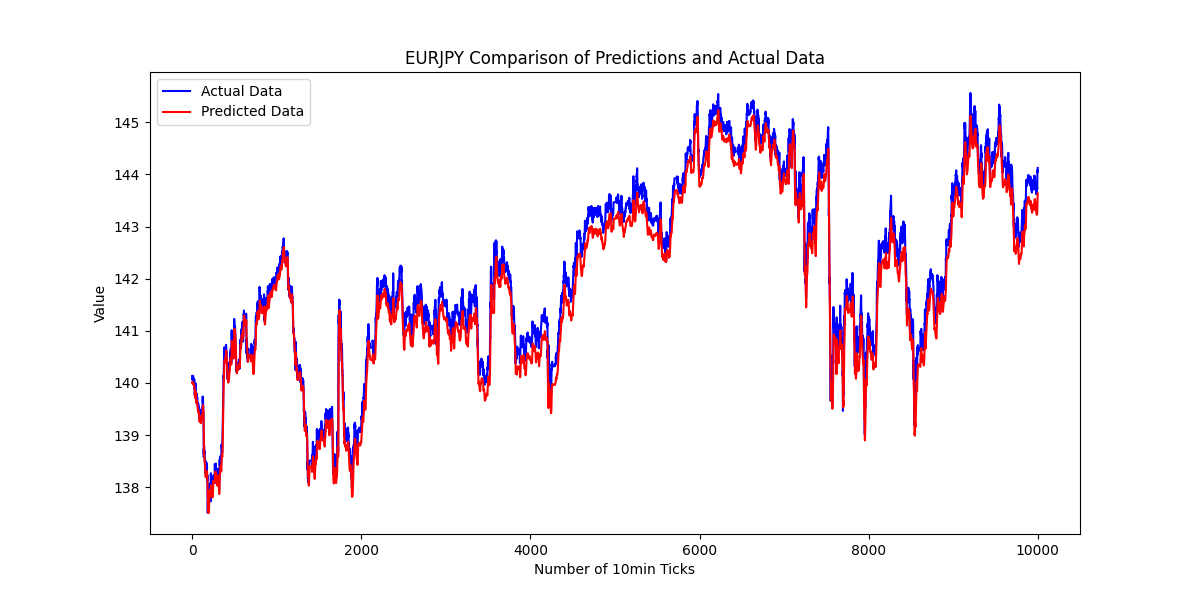 EURJPY Comparison of Predictions and Actual Data
Actual Data
Predicted Data
145
144
143
142
141
140
139
138
Value
0 2000 4000 6000 8000 10000
Number of 10min Ticks